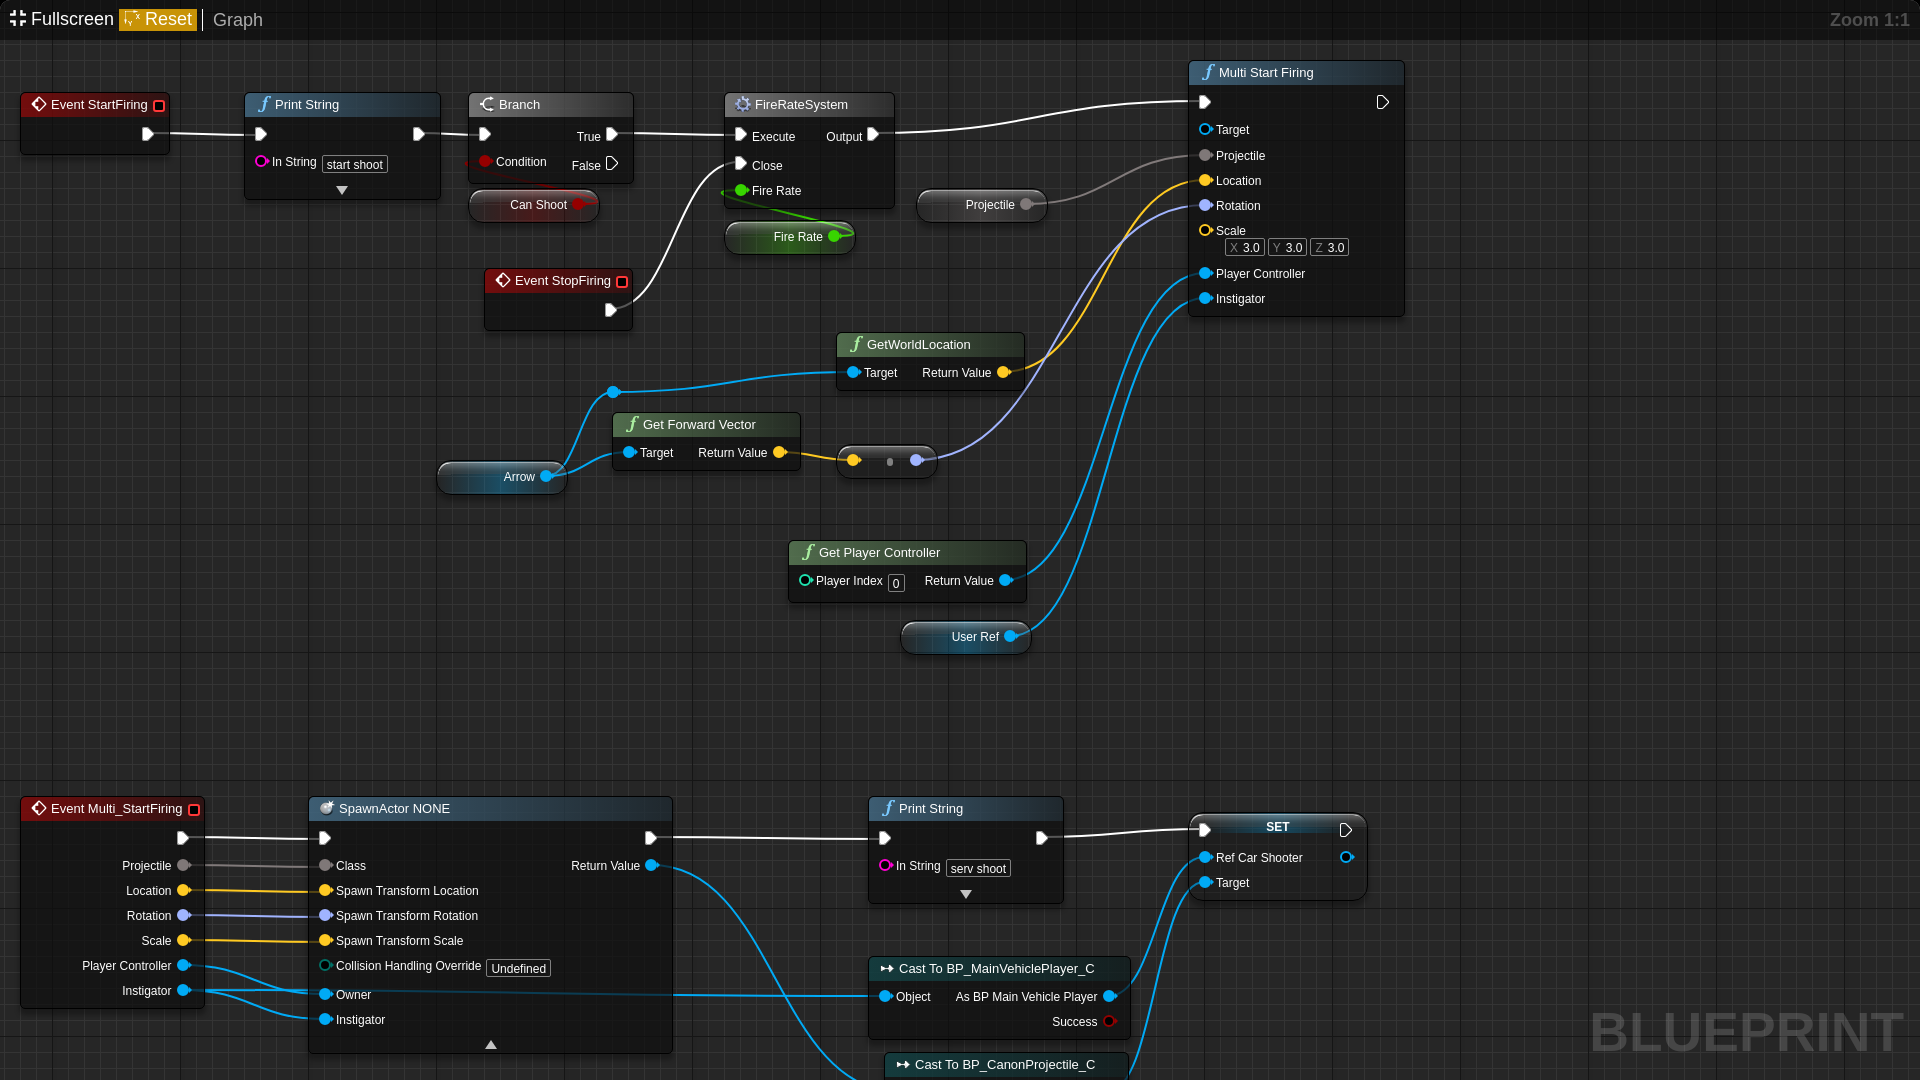 Fullscreen Reset Graph
Zoom 1:1
Event StartFiring
Print String
In String start shoot
Branch
True
Condition
False
Can Shoot
FireRateSystem
Execute Output
Close
Fire Rate
Fire Rate
Event StopFiring
Projectile
Multi Start Firing
Target
Projectile
Location
Rotation
Scale
X 3.0 Y 3.0 Z 3.0
Player Controller
Instigator
GetWorldLocation
Target Return Value
Get Forward Vector
Target Return Value
Arrow
Get Player Controller
Player Index 0 Return Value
User Ref
Event Multi_StartFiring
Projectile
Location
Rotation
Scale
Player Controller
Instigator
SpawnActor NONE
Class Return Value
Spawn Transform Location
Spawn Transform Rotation
Spawn Transform Scale
Collision Handling Override Undefined
Owner
Instigator
Print String
In String serv shoot
SET
Ref Car Shooter
Target
Cast To BP_MainVehiclePlayer_C
Object As BP Main Vehicle Player
Success
Cast To BP_CanonProjectile_C
BLUEPRINT